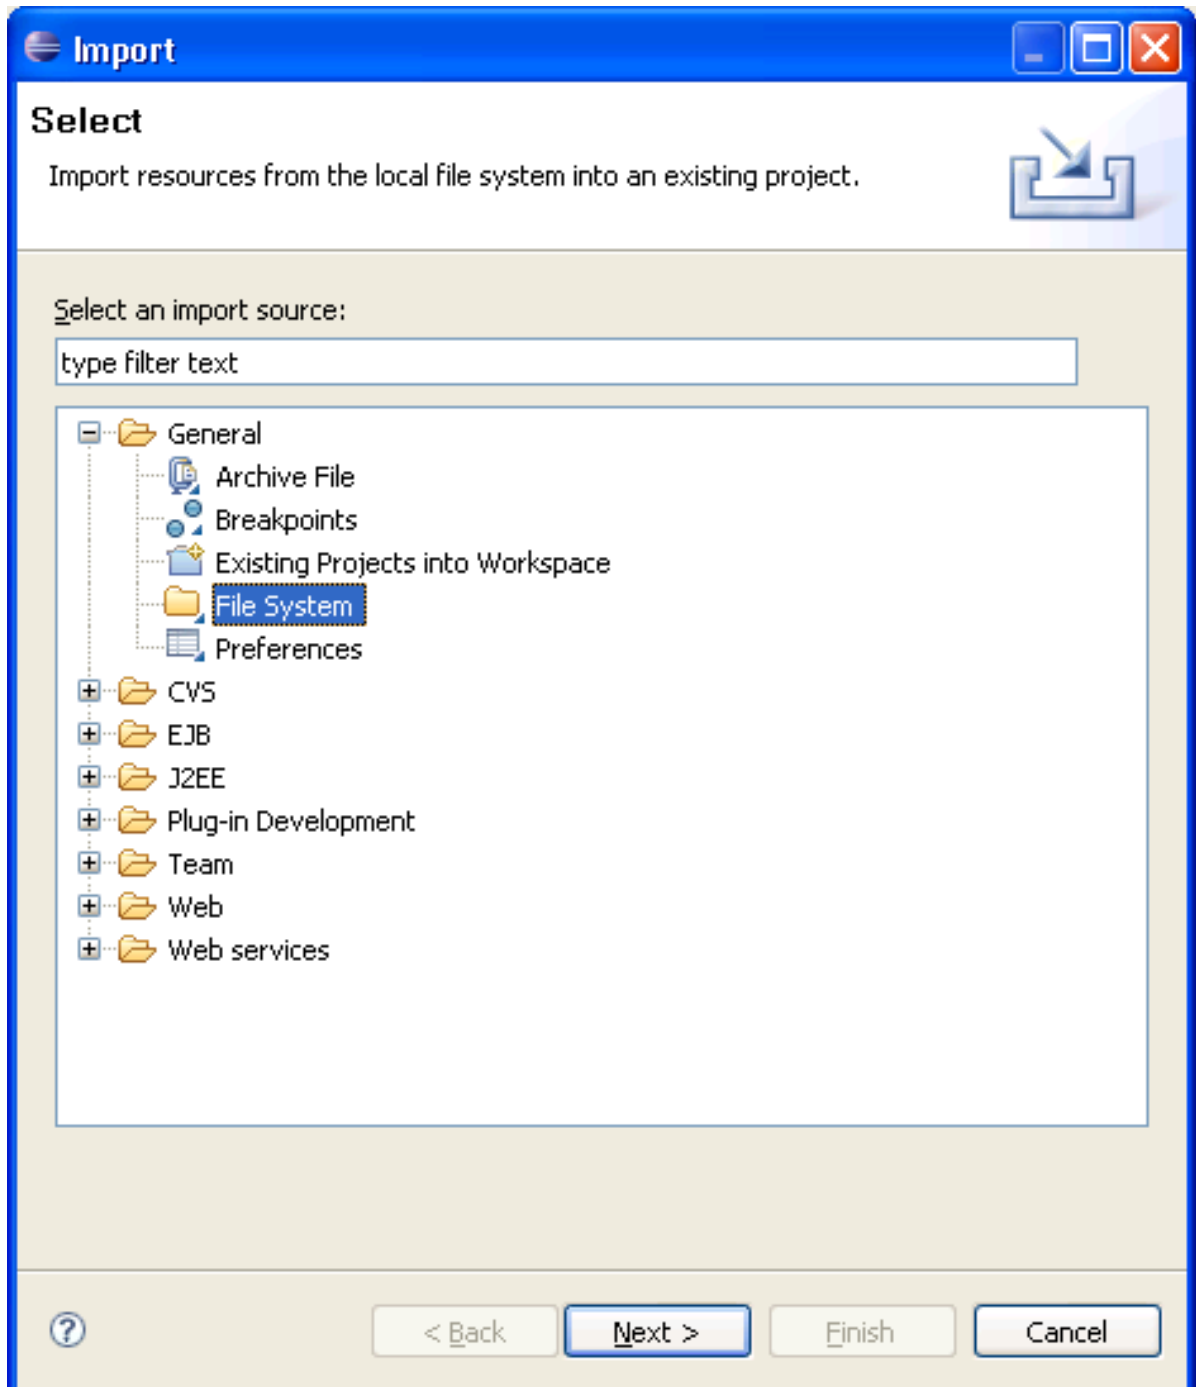 Import
Select
Import resources from the local file system into an existing project.
Select an import source:
type filter text
General
Archive File
Breakpoints
Existing Projects into Workspace
File System
Preferences
CVS
EJB
J2EE
Plug-in Development
Team
Web
Web services
? < Back Next > Finish Cancel